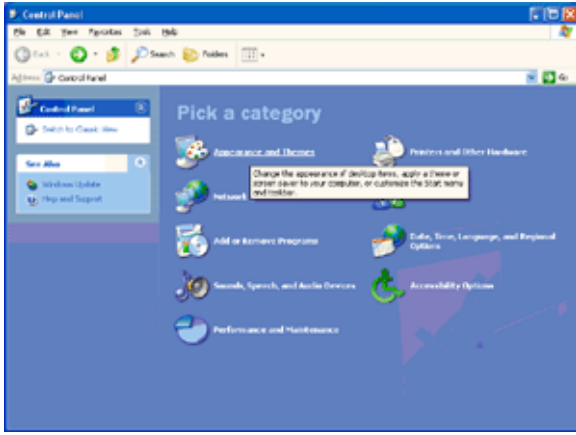 Control Panel
File Edit View Favorites Tools Help
Back Search Folders
Address Control Panel Go
Control Panel
Switch to Classic View
See Also
Windows Update
Help and Support
Pick a category
Appearance and Themes
Printers and Other Hardware
Change the appearance of desktop items, apply a theme or
screen saver to your computer, or customize the Start menu
and taskbar.
Network
Add or Remove Programs
Date, Time, Language, and Regional
Options
Sounds, Speech, and Audio Devices
Accessibility Options
Performance and Maintenance